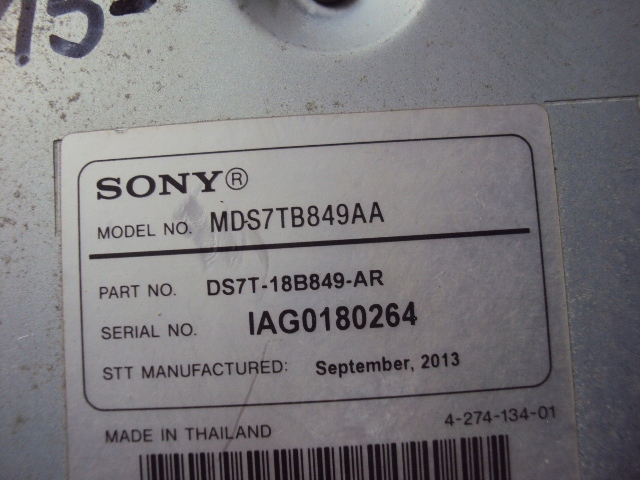 15-
SONY®
MODEL NO. MDS7TB849AA
PART NO. DS7T-18B849-AR
SERIAL NO. IAG0180264
STT MANUFACTURED: September, 2013
4-274-134-01
MADE IN THAILAND